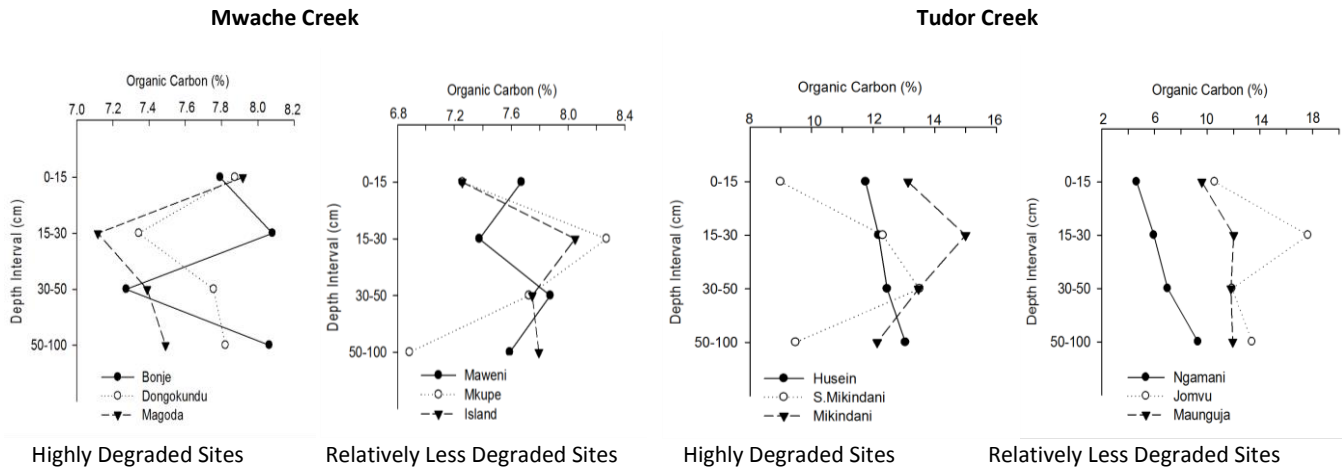 Mwache Creek
Tudor Creek
Organic Carbon (%)
7.0 7.2 7.4 7.6 7.8 8.0 8.2
Depth Interval (cm)
0-15
15-30
30-50
50-100
Bonje
Dongokundu
Magoda
Highly Degraded Sites
Organic Carbon (%)
6.8 7.2 7.6 8.0 8.4
Depth Interval (cm)
0-15
15-30
30-50
50-100
Maweni
Mkupe
Island
Relatively Less Degraded Sites
Organic Carbon (%)
8 10 12 14 16
Depth Interval (cm)
0-15
15-30
30-50
50-100
Husein
S.Mikindani
Mikindani
Highly Degraded Sites
Organic Carbon (%)
2 6 10 14 18
Depth Interval (cm)
0-15
15-30
30-50
50-100
Ngamani
Jomvu
Maunguja
Relatively Less Degraded Sites